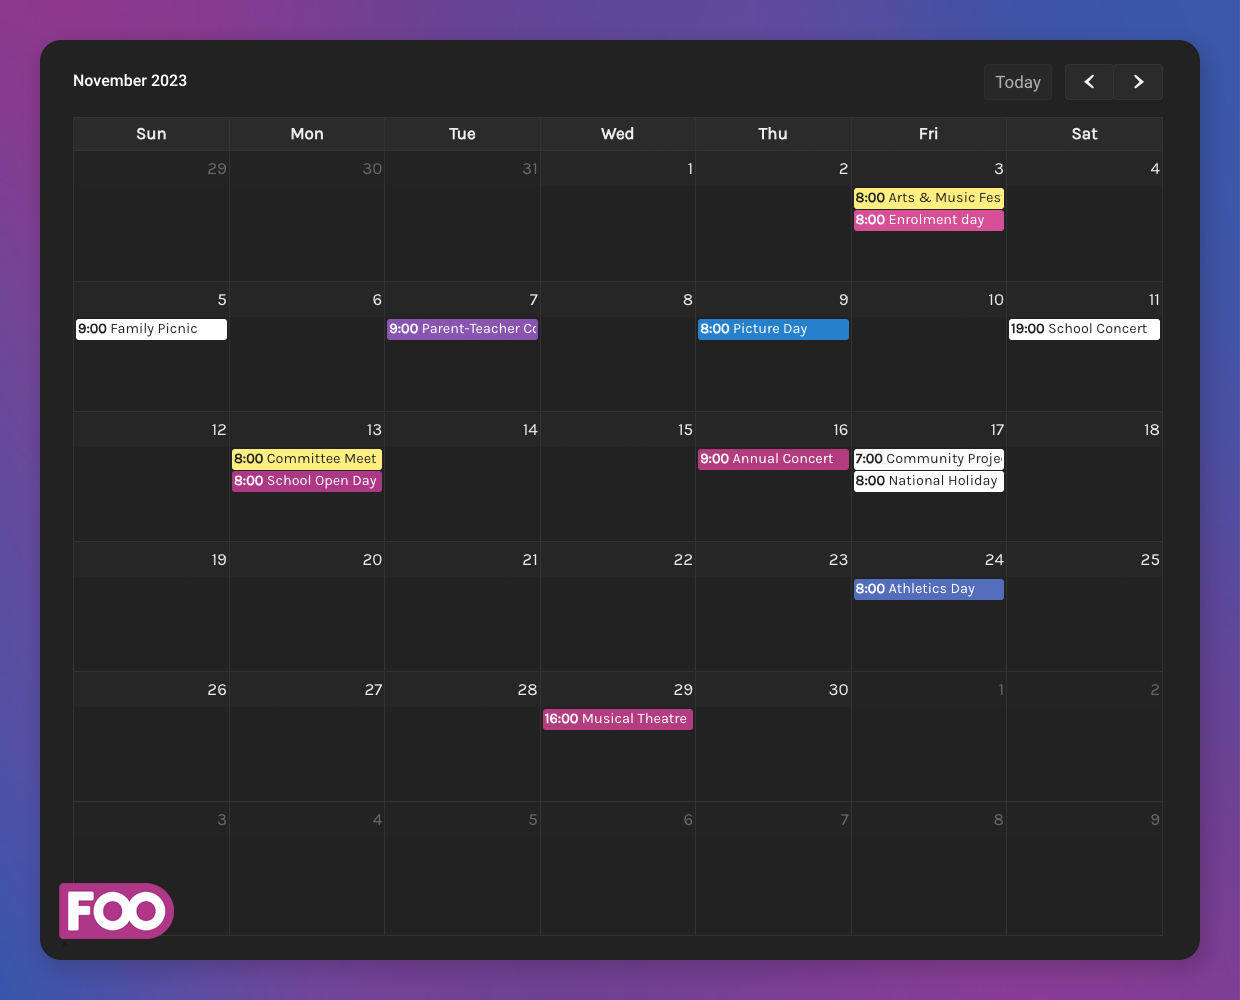 November 2023
Today
Sun Mon Tue Wed Thu Fri Sat
29 30 31 1 2 3 4
8:00 Arts & Music Fes
8:00 Enrolment day
5 6 7 8 9 10 11
9:00 Family Picnic
9:00 Parent-Teacher Co
8:00 Picture Day
19:00 School Concert
12 13 14 15 16 17 18
8:00 Committee Meet
8:00 School Open Day
9:00 Annual Concert
7:00 Community Proje
8:00 National Holiday
19 20 21 22 23 24 25
8:00 Athletics Day
26 27 28 29 30 1 2
16:00 Musical Theatre
3 4 5 6 7 8 9
FOO